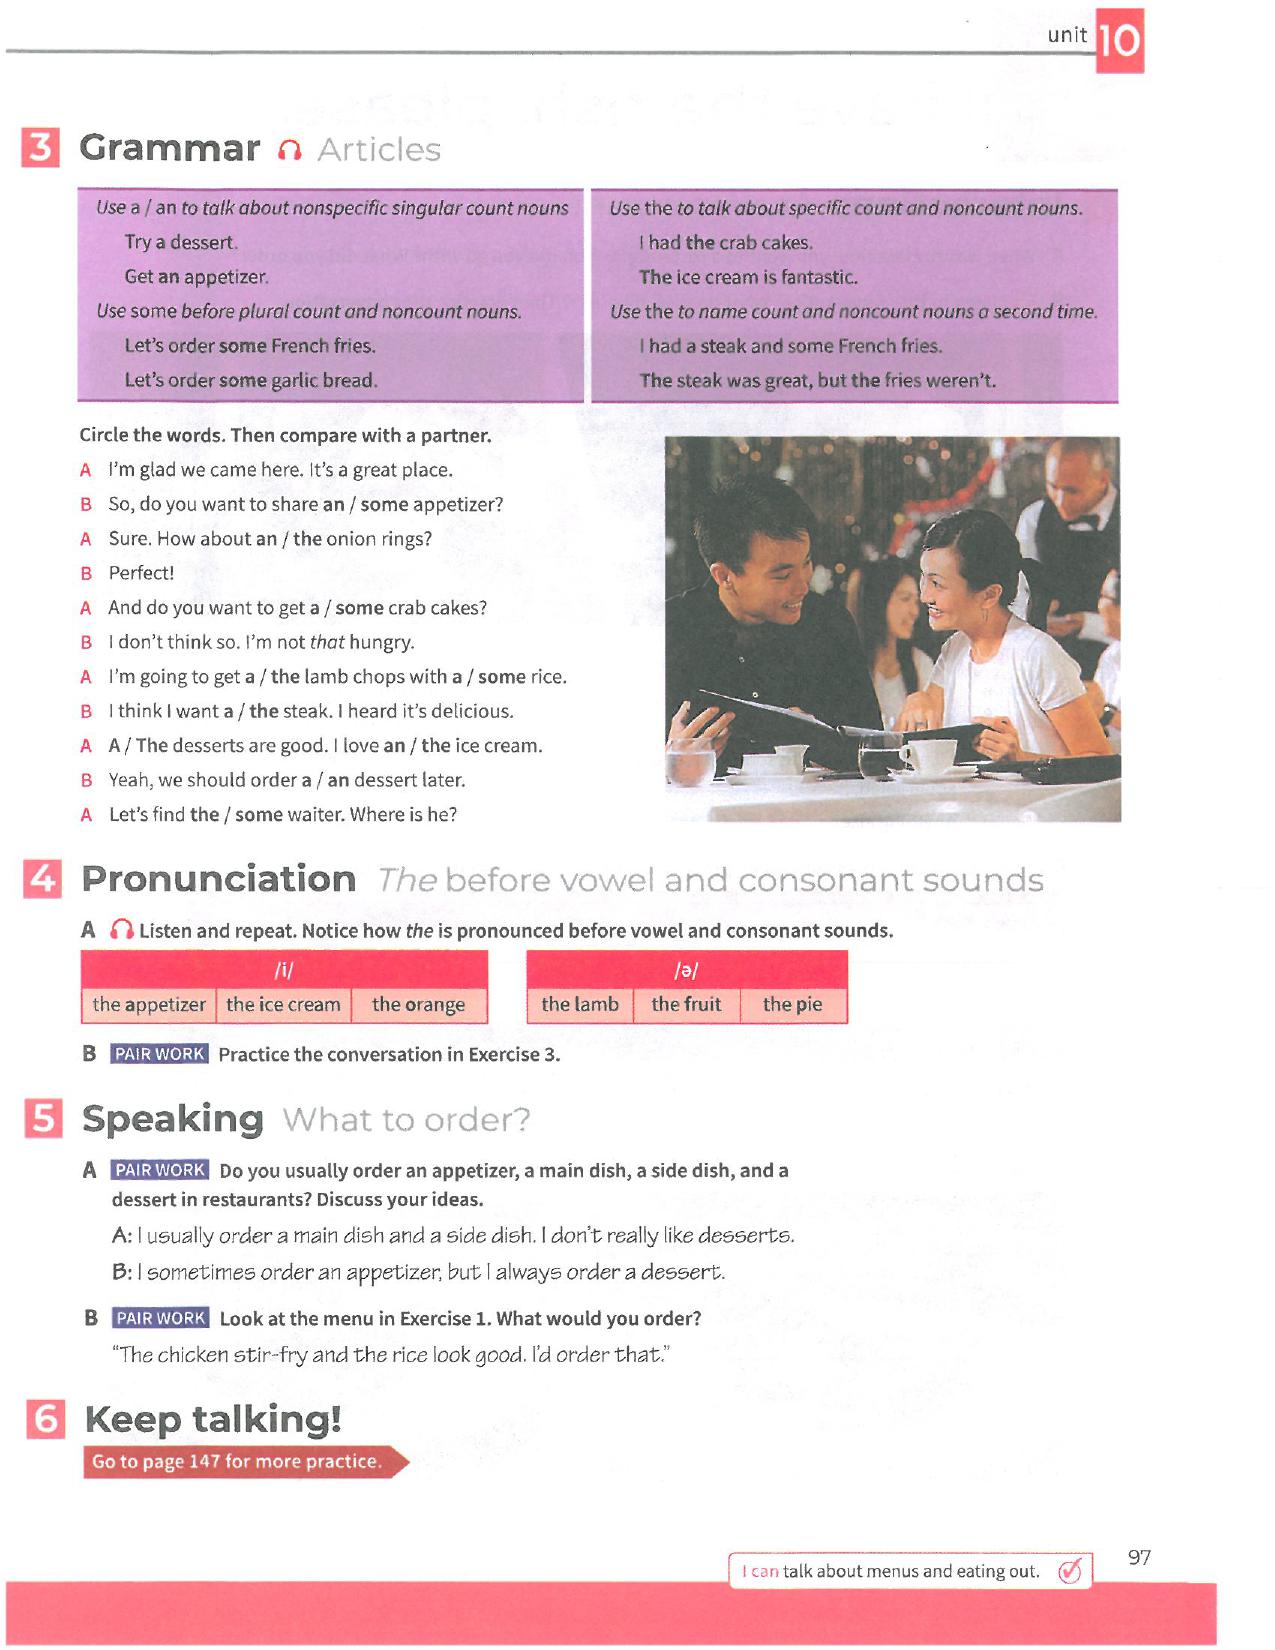 unit 10
3 Grammar Articles
Use a / an to talk about nonspecific singular count nouns
Try a dessert.
Get an appetizer.
Use some before plural count and noncount nouns.
Let's order some French fries.
Let's order some garlic bread.
Use the to talk about specific count and noncount nouns.
I had the crab cakes.
The ice cream is fantastic.
Use the to name count and noncount nouns a second time.
I had a steak and some French fries.
The steak was great, but the fries weren't.
Circle the words. Then compare with a partner.
A I'm glad we came here. It's a great place.
B So, do you want to share an / some appetizer?
A Sure. How about an / the onion rings?
B Perfect!
A And do you want to get a / some crab cakes?
B I don't think so. I'm not that hungry.
A I'm going to get a / the lamb chops with a / some rice.
B I think I want a / the steak. I heard it's delicious.
A A / The desserts are good. I love an / the ice cream.
B Yeah, we should order a / an dessert later.
A Let's find the / some waiter. Where is he?
4 Pronunciation The before vowel and consonant sounds
A Listen and repeat. Notice how the is pronounced before vowel and consonant sounds.
/i/
the appetizer the ice cream the orange
/ə/
the lamb the fruit the pie
B PAIR WORK Practice the conversation in Exercise 3.
5 Speaking What to order?
A PAIR WORK Do you usually order an appetizer, a main dish, a side dish, and a
dessert in restaurants? Discuss your ideas.
A: I usually order a main dish and a side dish. I don't really like desserts.
B: I sometimes order an appetizer, but I always order a dessert.
B PAIR WORK Look at the menu in Exercise 1. What would you order?
"The chicken stir-fry and the rice look good. I'd order that."
6 Keep talking!
Go to page 147 for more practice.
I can talk about menus and eating out.
97